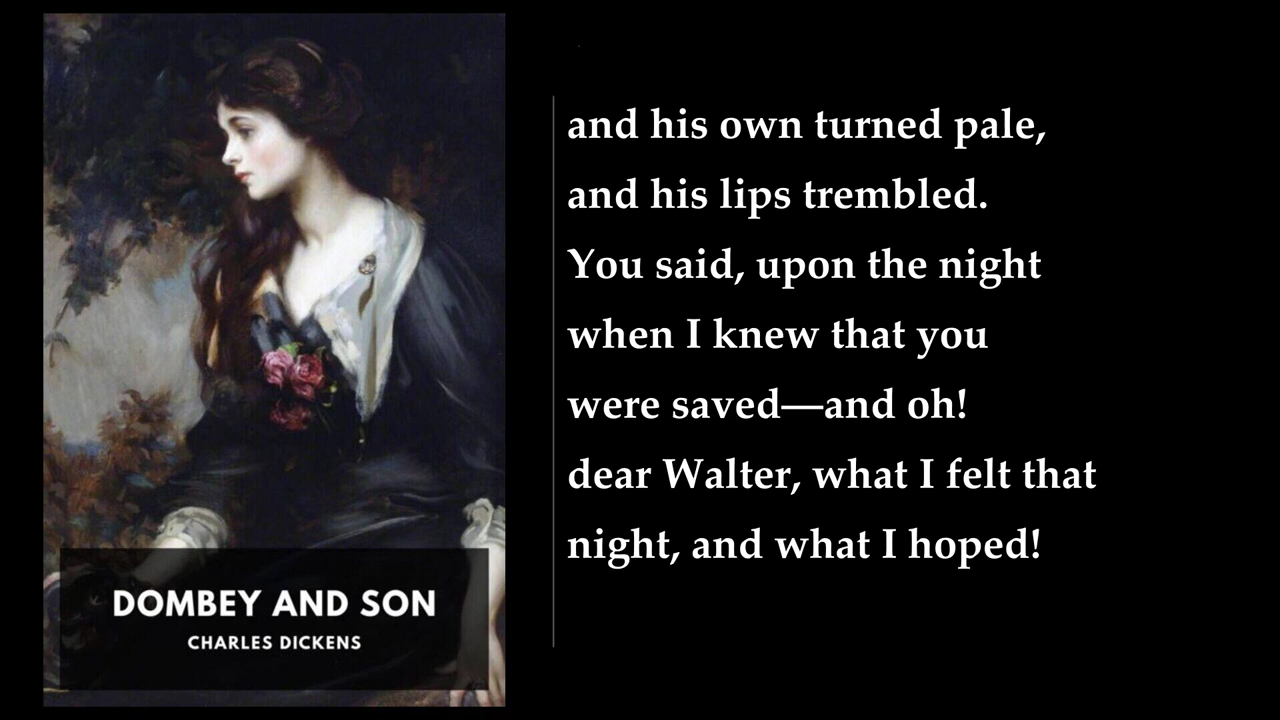 and his own turned pale,
and his lips trembled.
You said, upon the night
when I knew that you
were saved—and oh!
dear Walter, what I felt that
night, and what I hoped!
DOMBEY AND SON
CHARLES DICKENS